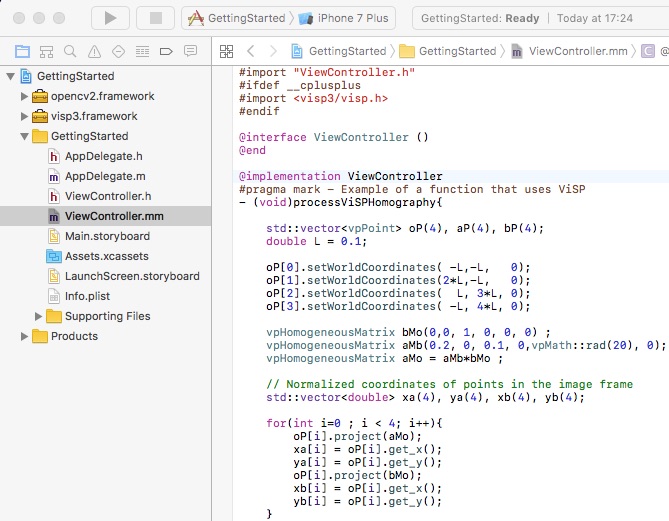 GettingStarted iPhone 7 Plus
GettingStarted: Ready | Today at 17:24
GettingStarted GettingStarted ViewController.mm
GettingStarted
opencv2.framework
visp3.framework
GettingStarted
AppDelegate.h
AppDelegate.m
ViewController.h
ViewController.mm
Main.storyboard
Assets.xcassets
LaunchScreen.storyboard
Info.plist
Supporting Files
Products
#import "ViewController.h"
#ifdef __cplusplus
#import <visp3/visp.h>
#endif
@interface ViewController ()
@end
@implementation ViewController
#pragma mark - Example of a function that uses ViSP
- (void)processViSPHomography{
std::vector<vpPoint> oP(4), aP(4), bP(4);
double L = 0.1;
oP[0].setWorldCoordinates( -L,-L,   0);
oP[1].setWorldCoordinates(2*L,-L,   0);
oP[2].setWorldCoordinates(  L, 3*L, 0);
oP[3].setWorldCoordinates( -L, 4*L, 0);
vpHomogeneousMatrix bMo(0,0, 1, 0, 0, 0) ;
vpHomogeneousMatrix aMb(0.2, 0, 0.1, 0,vpMath::rad(20), 0);
vpHomogeneousMatrix aMo = aMb*bMo ;
// Normalized coordinates of points in the image frame
std::vector<double> xa(4), ya(4), xb(4), yb(4);
for(int i=0 ; i < 4; i++){
oP[i].project(aMo);
xa[i] = oP[i].get_x();
ya[i] = oP[i].get_y();
oP[i].project(bMo);
xb[i] = oP[i].get_x();
yb[i] = oP[i].get_y();
}